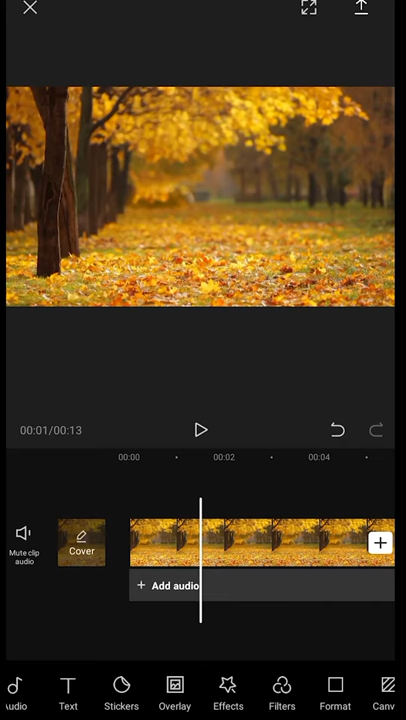 00:01/00:13
00:00
00:02
00:04
Mute clip
audio
Cover
+ Add audio
Audio
Text
Stickers
Overlay
Effects
Filters
Format
Canv